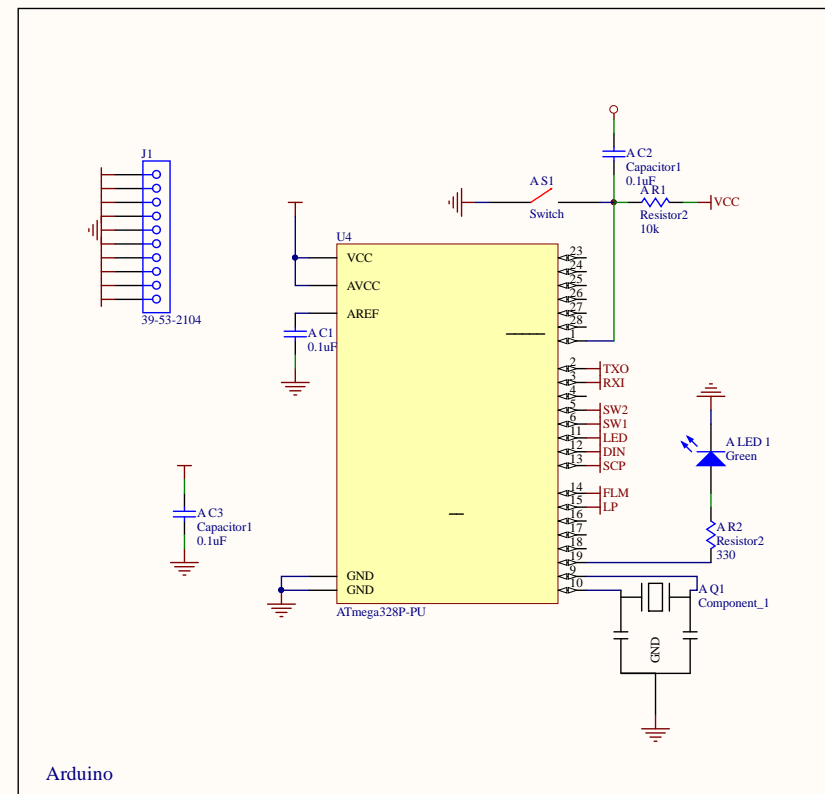 J1
39-53-2104
A C2
Capacitor1
0.1uF
A S1
Switch
A R1
Resistor2
10k
VCC
U4
VCC
AVCC
AREF
A C1
0.1uF
23
24
25
26
27
28
1
2
TXO
3
RXI
4
5
SW2
6
SW1
11
LED
12
DIN
13
SCP
14
FLM
15
LP
16
17
18
19
9
10
GND
GND
ATmega328P-PU
A LED 1
Green
A R2
Resistor2
330
A Q1
Component_1
GND
A C3
Capacitor1
0.1uF
Arduino